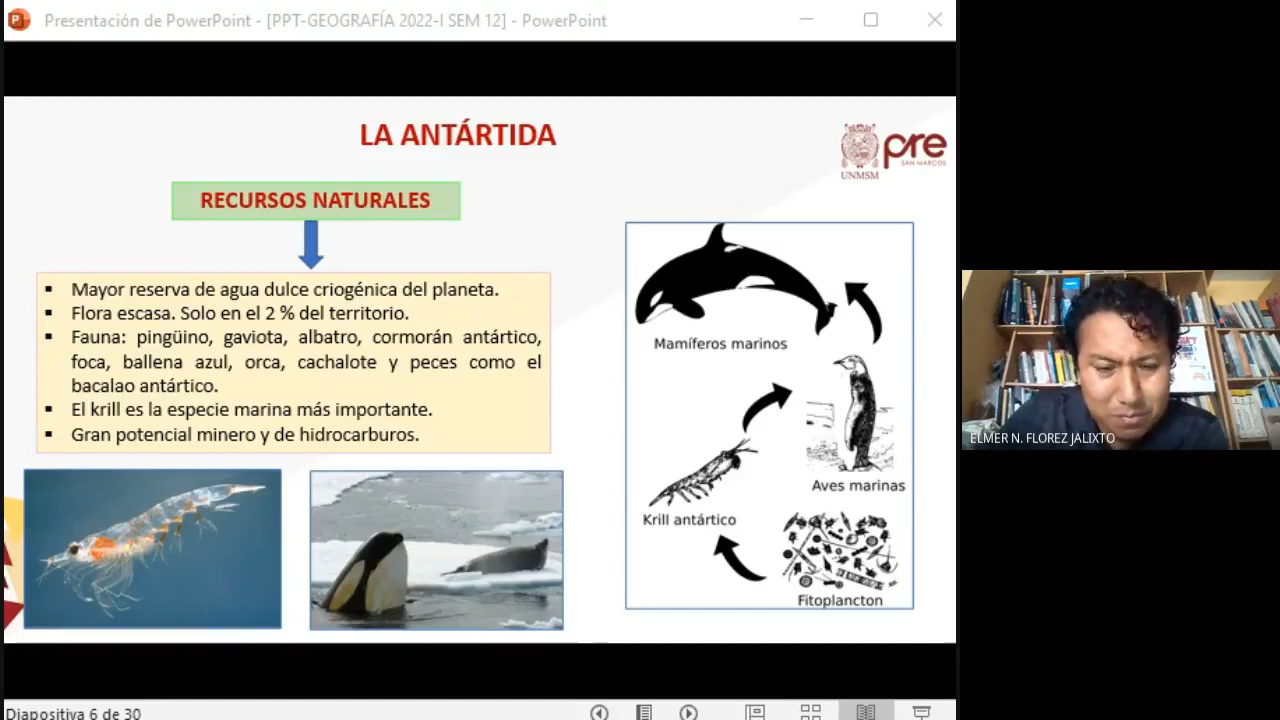 Presentación de PowerPoint - [PPT-GEOGRAFÍA 2022-I SEM 12] - PowerPoint
LA ANTÁRTIDA
UNMSM
pre
SAN MARCOS
RECURSOS NATURALES
▪ Mayor reserva de agua dulce criogénica del planeta.
▪ Flora escasa. Solo en el 2 % del territorio.
▪ Fauna: pingüino, gaviota, albatro, cormorán antártico,
foca, ballena azul, orca, cachalote y peces como el
bacalao antártico.
▪ El krill es la especie marina más importante.
▪ Gran potencial minero y de hidrocarburos.
Mamíferos marinos
Aves marinas
Krill antártico
Fitoplancton
ELMER N. FLOREZ JALIXTO
Diapositiva 6 de 30